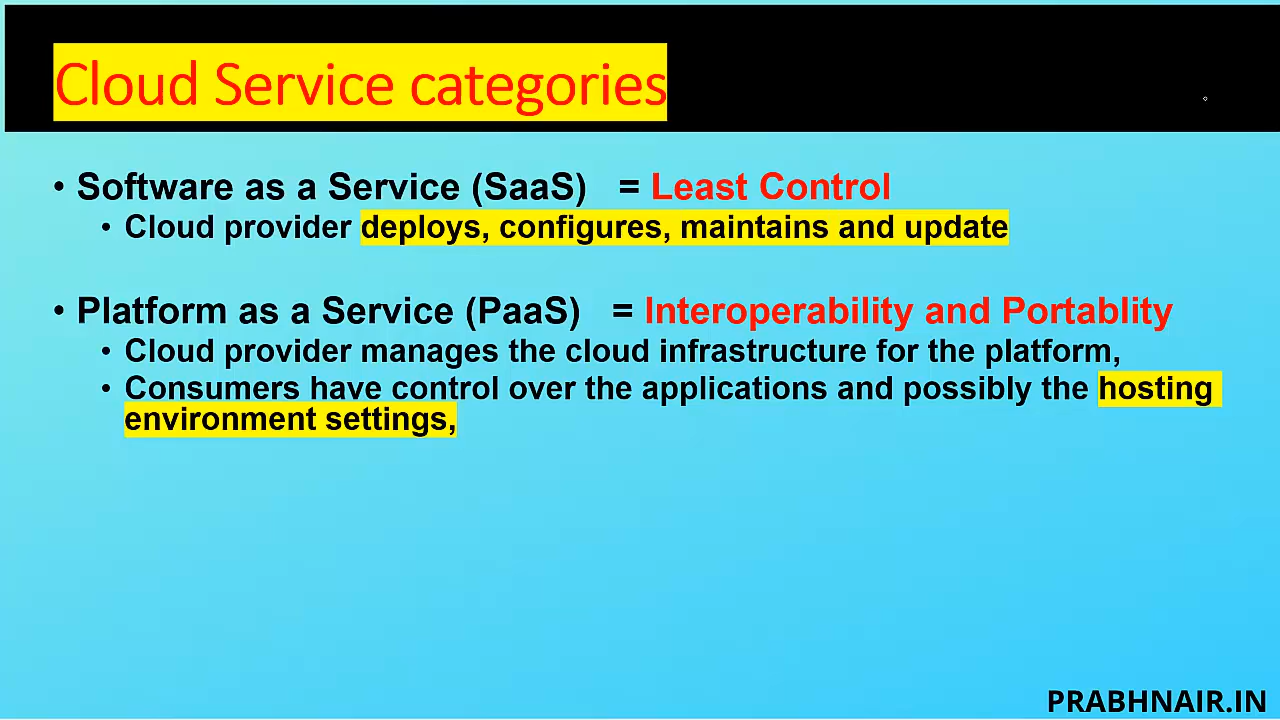 Cloud Service categories
• Software as a Service (SaaS) = Least Control
• Cloud provider deploys, configures, maintains and update
• Platform as a Service (PaaS) = Interoperability and Portablity
• Cloud provider manages the cloud infrastructure for the platform,
• Consumers have control over the applications and possibly the hosting
environment settings,
PRABHNAIR.IN